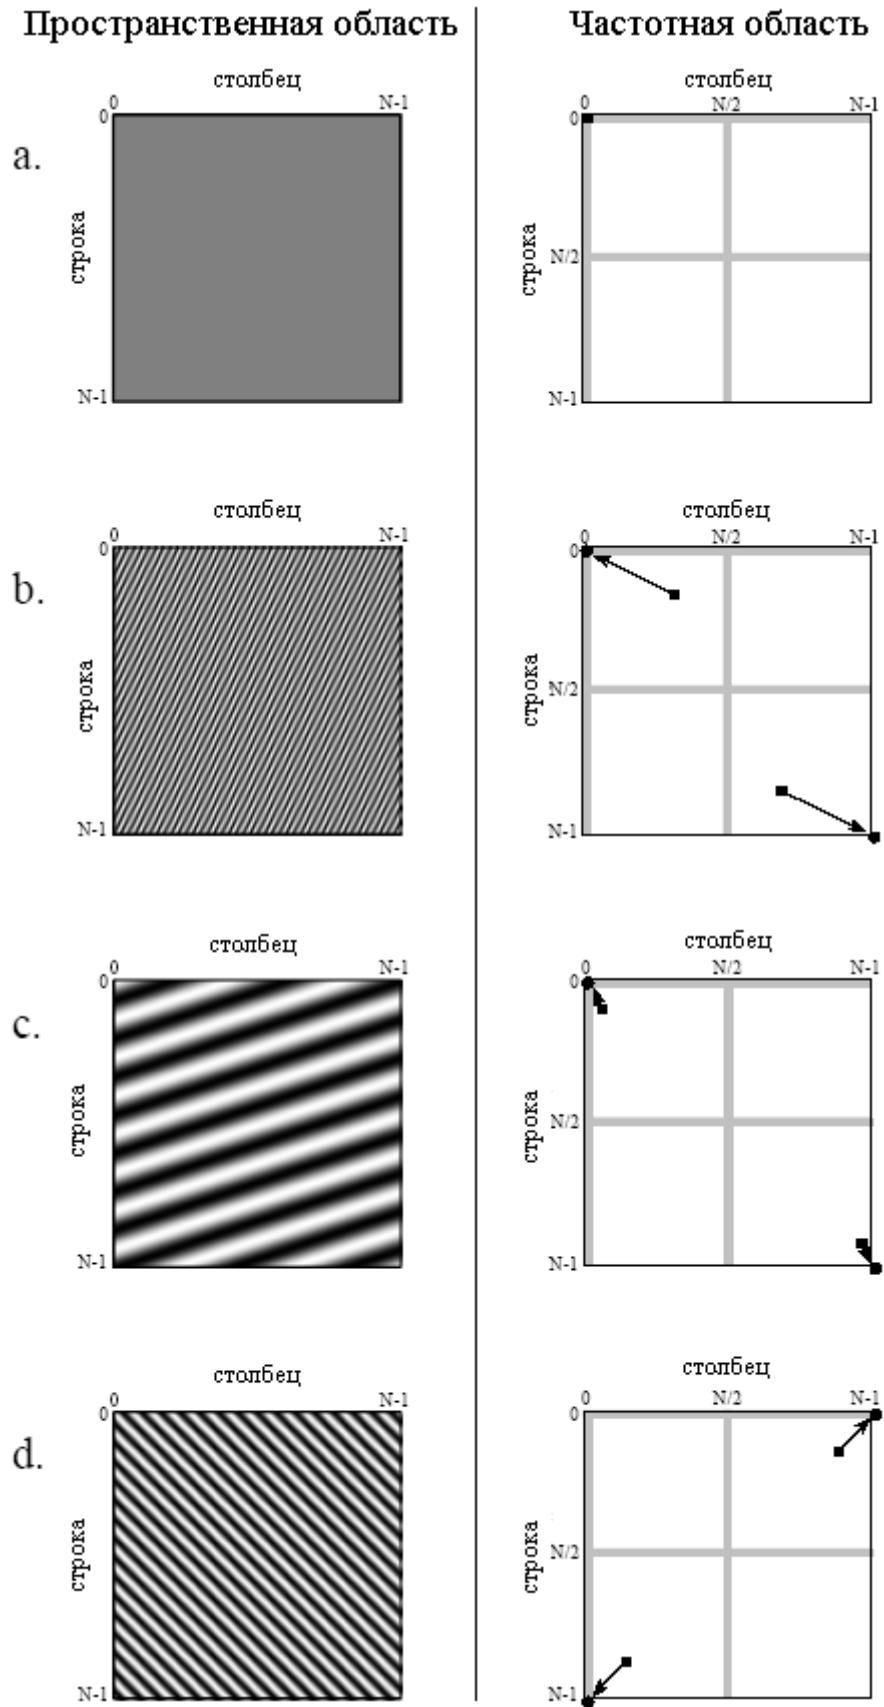 Пространственная область
Частотная область
a.
столбец
0 N-1
0
строка
N-1
столбец
0 N/2 N-1
0
строка
N/2
N-1
b.
столбец
0 N-1
0
строка
N-1
столбец
0 N/2 N-1
0
строка
N/2
N-1
c.
столбец
0 N-1
0
строка
N-1
столбец
0 N/2 N-1
0
строка
N/2
N-1
d.
столбец
0 N-1
0
строка
N-1
столбец
0 N/2 N-1
0
строка
N/2
N-1